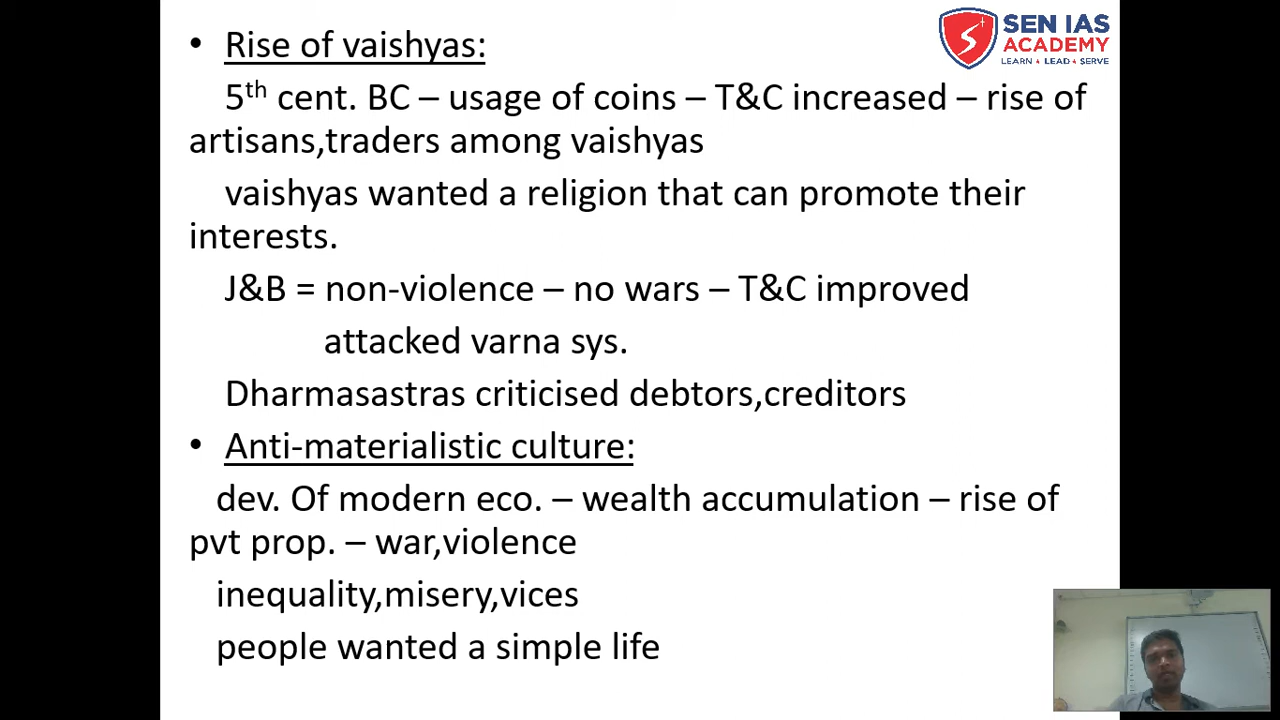 SEN IAS
ACADEMY
LEARN ★ LEAD ★ SERVE
• Rise of vaishyas:
5th cent. BC – usage of coins – T&C increased – rise of
artisans,traders among vaishyas
vaishyas wanted a religion that can promote their
interests.
J&B = non-violence – no wars – T&C improved
attacked varna sys.
Dharmasastras criticised debtors,creditors
• Anti-materialistic culture:
dev. Of modern eco. – wealth accumulation – rise of
pvt prop. – war,violence
inequality,misery,vices
people wanted a simple life